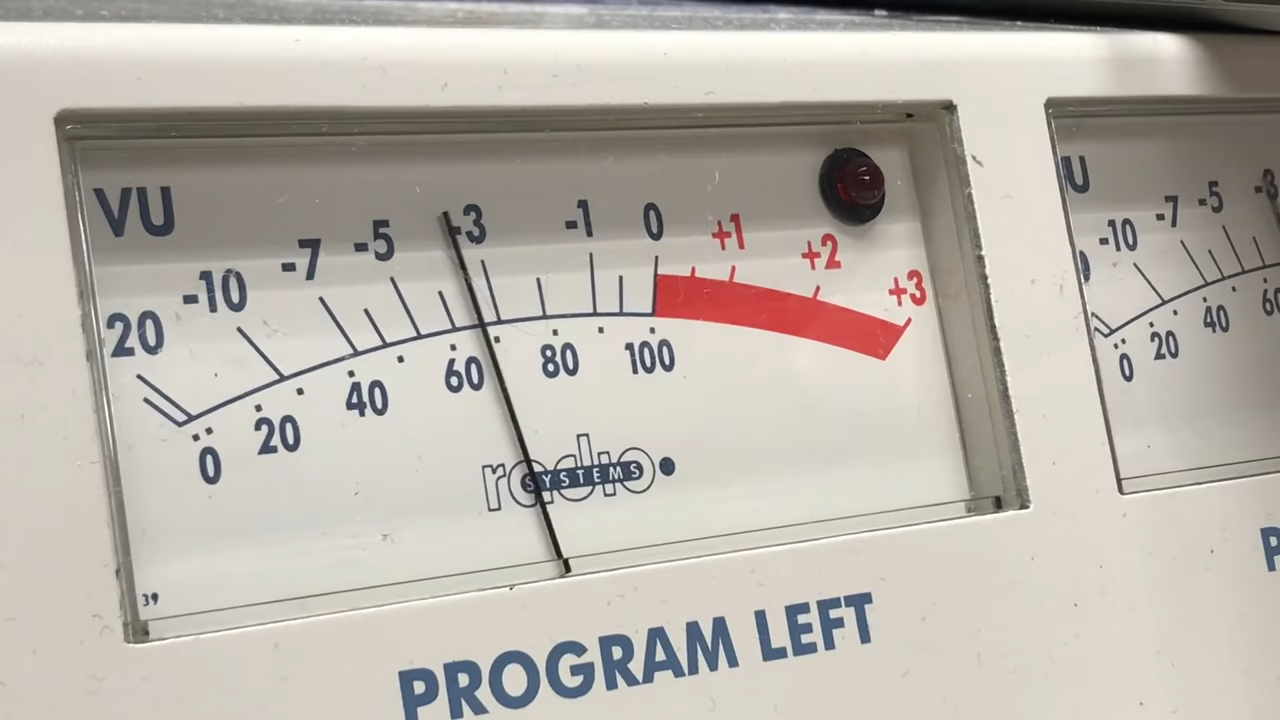 VU
20 -10 -7 -5 -3 -1 0 +1 +2 +3
0 20 40 60 80 100
radio
SYSTEMS
39
PROGRAM LEFT
U
-10 -7 -5 -3
0 20 40
P